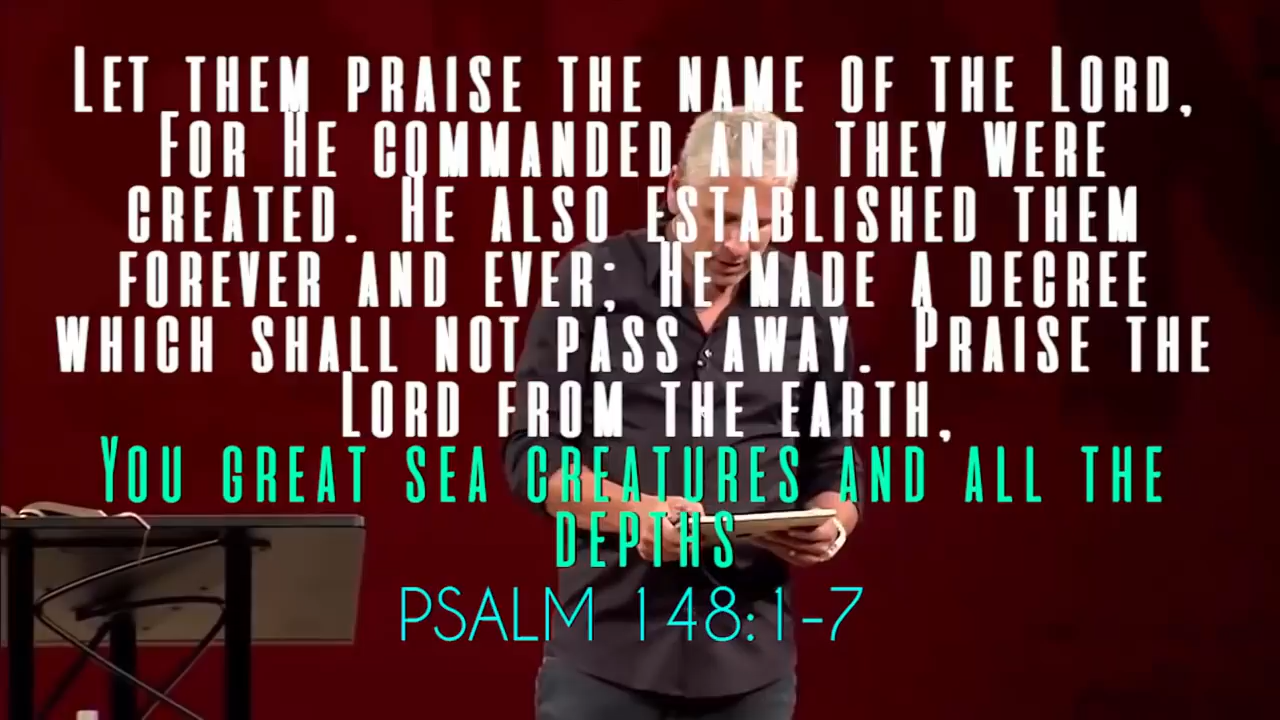 Let them praise the name of the Lord,
For He commanded and they were
created. He also established them
forever and ever; He made a decree
which shall not pass away. Praise the
Lord from the earth,
You great sea creatures and all the
depths
PSALM 148:1-7